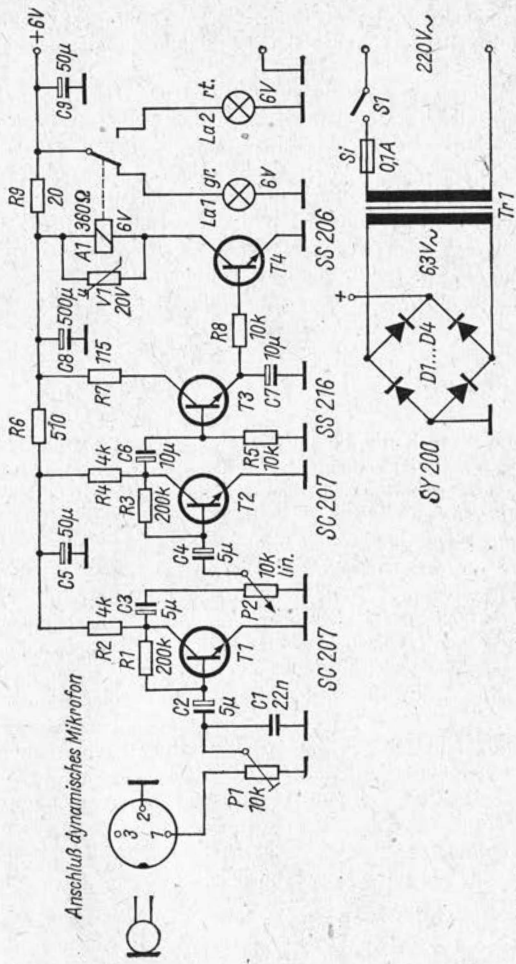 Anschluß dynamisches Mikrofon
3
2
1
P1
10k
C1
22n
C2
5µ
R1
200k
R2
4k
T1
SC 207
C3
5µ
P2
10k
lin.
C4
5µ
C5
50µ
R3
200k
R4
4k
T2
SC 207
C6
10µ
R5
10k
R6
510
R7
115
T3
SS 216
C7
10µ
C8
500µ
R8
10k
T4
SS 206
V1
u
20V
A1
360Ω
6V
R9
20
C9
50µ
+6V
La1 gr.
6V
La2 rt.
6V
SY 200
D1...D4
+
6,3V~
Tr1
Si
0,1A
S1
220V~